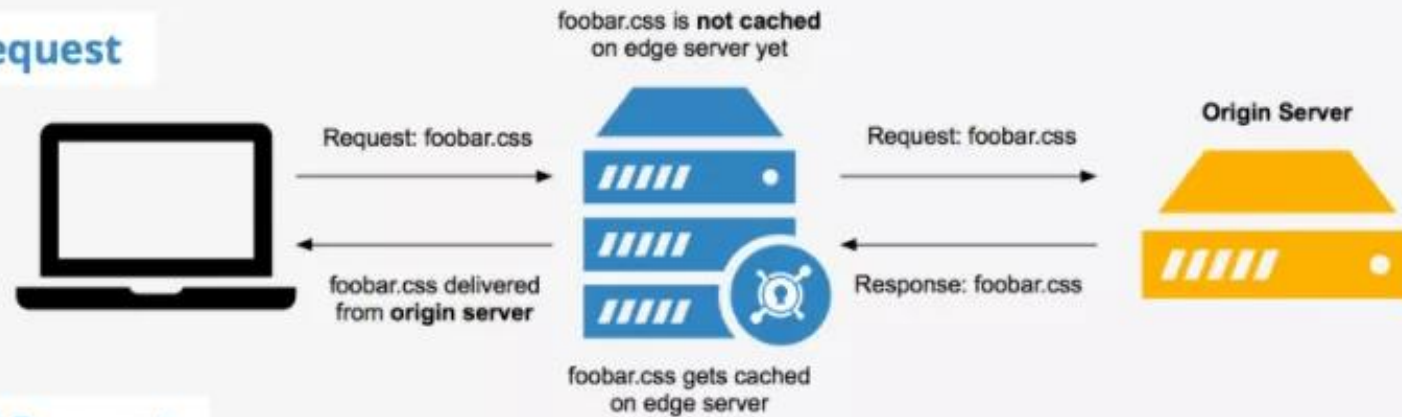 foobar.css is not cached
on edge server yet
equest
Origin Server
Request: foobar.css
Request: foobar.css
foobar.css delivered
from origin server
Response: foobar.css
foobar.css gets cached
on edge server